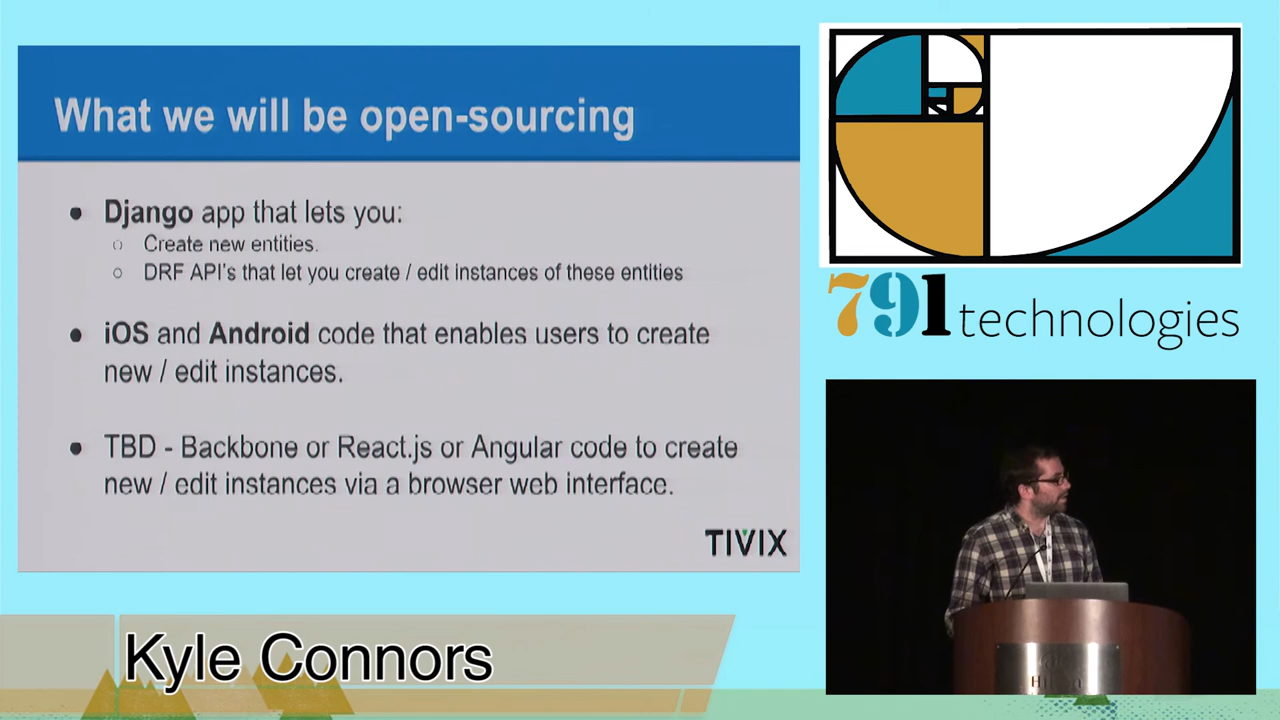 What we will be open-sourcing
● Django app that lets you:
○ Create new entities.
○ DRF API's that let you create / edit instances of these entities
● iOS and Android code that enables users to create
new / edit instances.
● TBD - Backbone or React.js or Angular code to create
new / edit instances via a browser web interface.
TIVIX
791 technologies
Kyle Connors